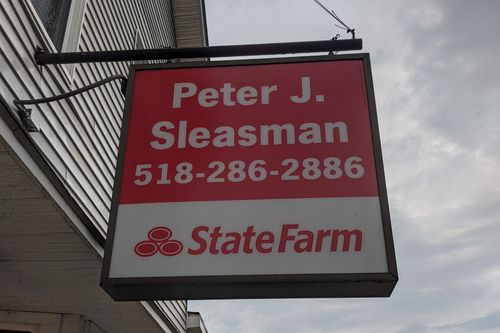 Peter J.
Sleasman
518-286-2886
StateFarm